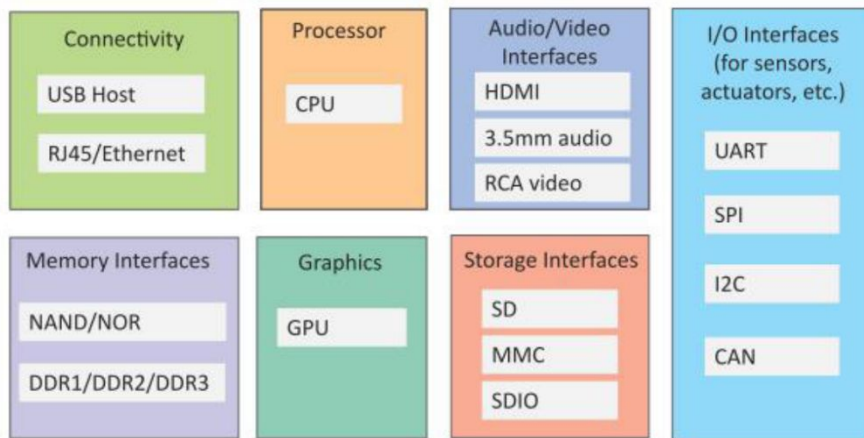 Connectivity
USB Host
RJ45/Ethernet
Processor
CPU
Audio/Video
Interfaces
HDMI
3.5mm audio
RCA video
I/O Interfaces
(for sensors,
actuators, etc.)
UART
SPI
I2C
CAN
Memory Interfaces
NAND/NOR
DDR1/DDR2/DDR3
Graphics
GPU
Storage Interfaces
SD
MMC
SDIO